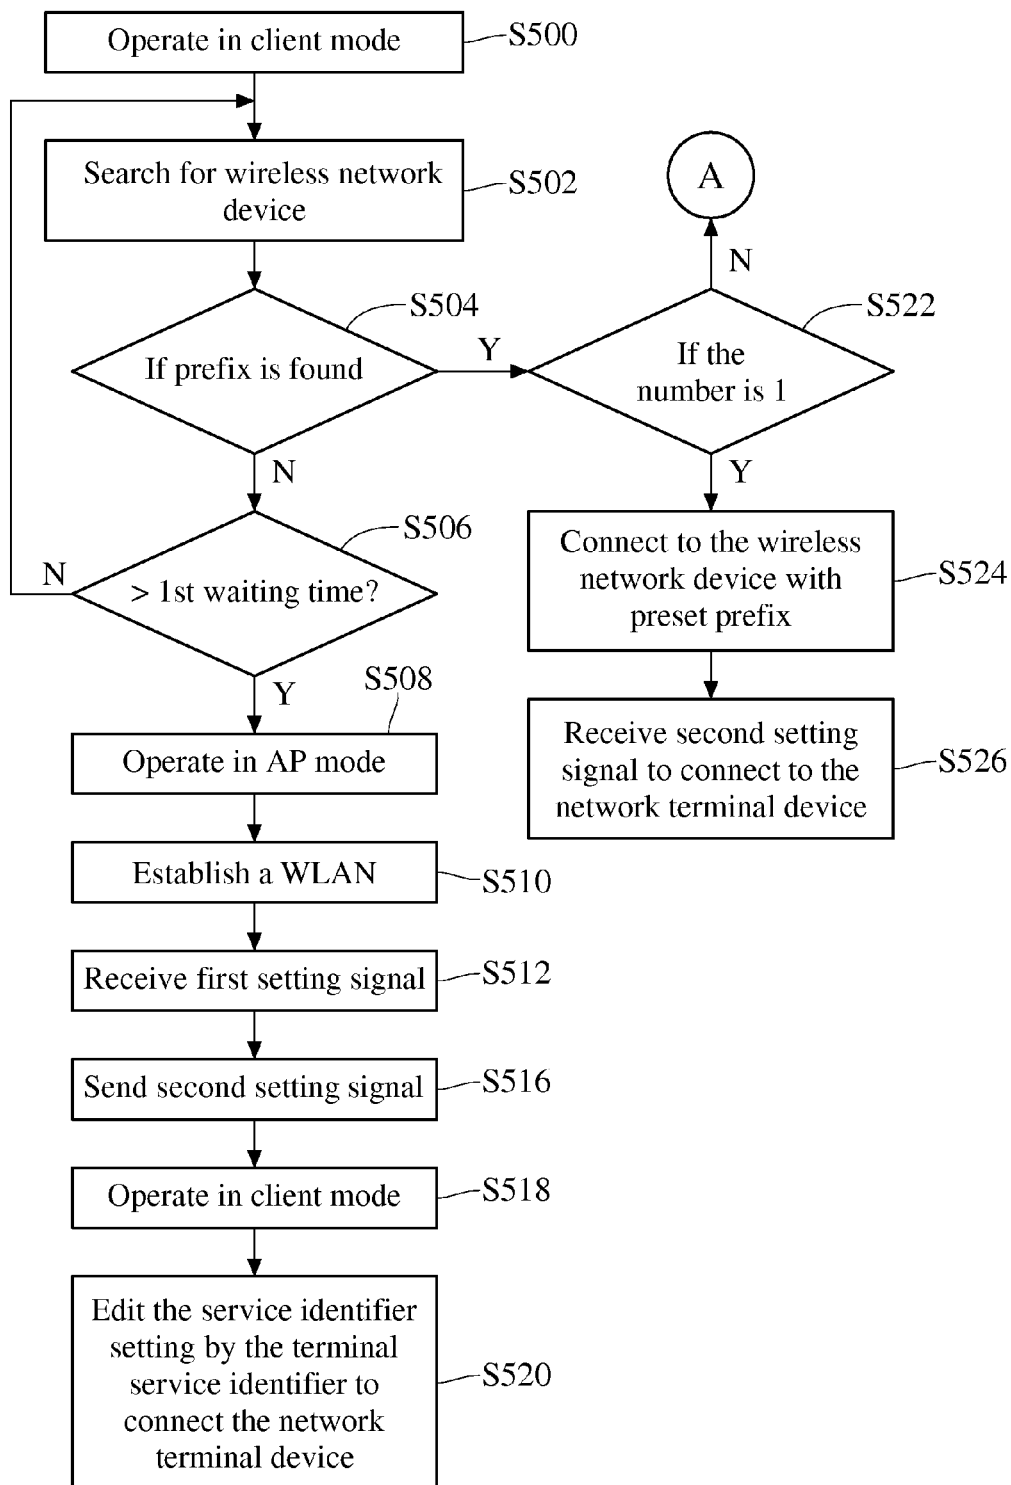 Operate in client mode
S500
Search for wireless network
device
S502
A
N
S504
If prefix is found
Y
S522
If the
number is 1
N
Y
S506
> 1st waiting time?
N
Connect to the wireless
network device with
preset prefix
S524
Y
S508
Operate in AP mode
Receive second setting
signal to connect to the
network terminal device
S526
Establish a WLAN
S510
Receive first setting signal
S512
Send second setting signal
S516
Operate in client mode
S518
Edit the service identifier
setting by the terminal
service identifier to
connect the network
terminal device
S520